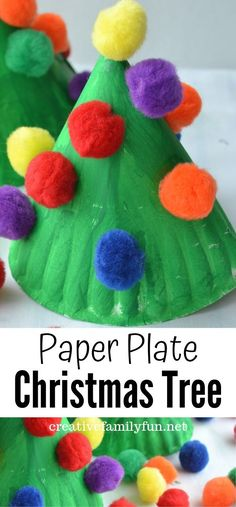 Paper Plate
Christmas Tree
creativefamilyfun.net